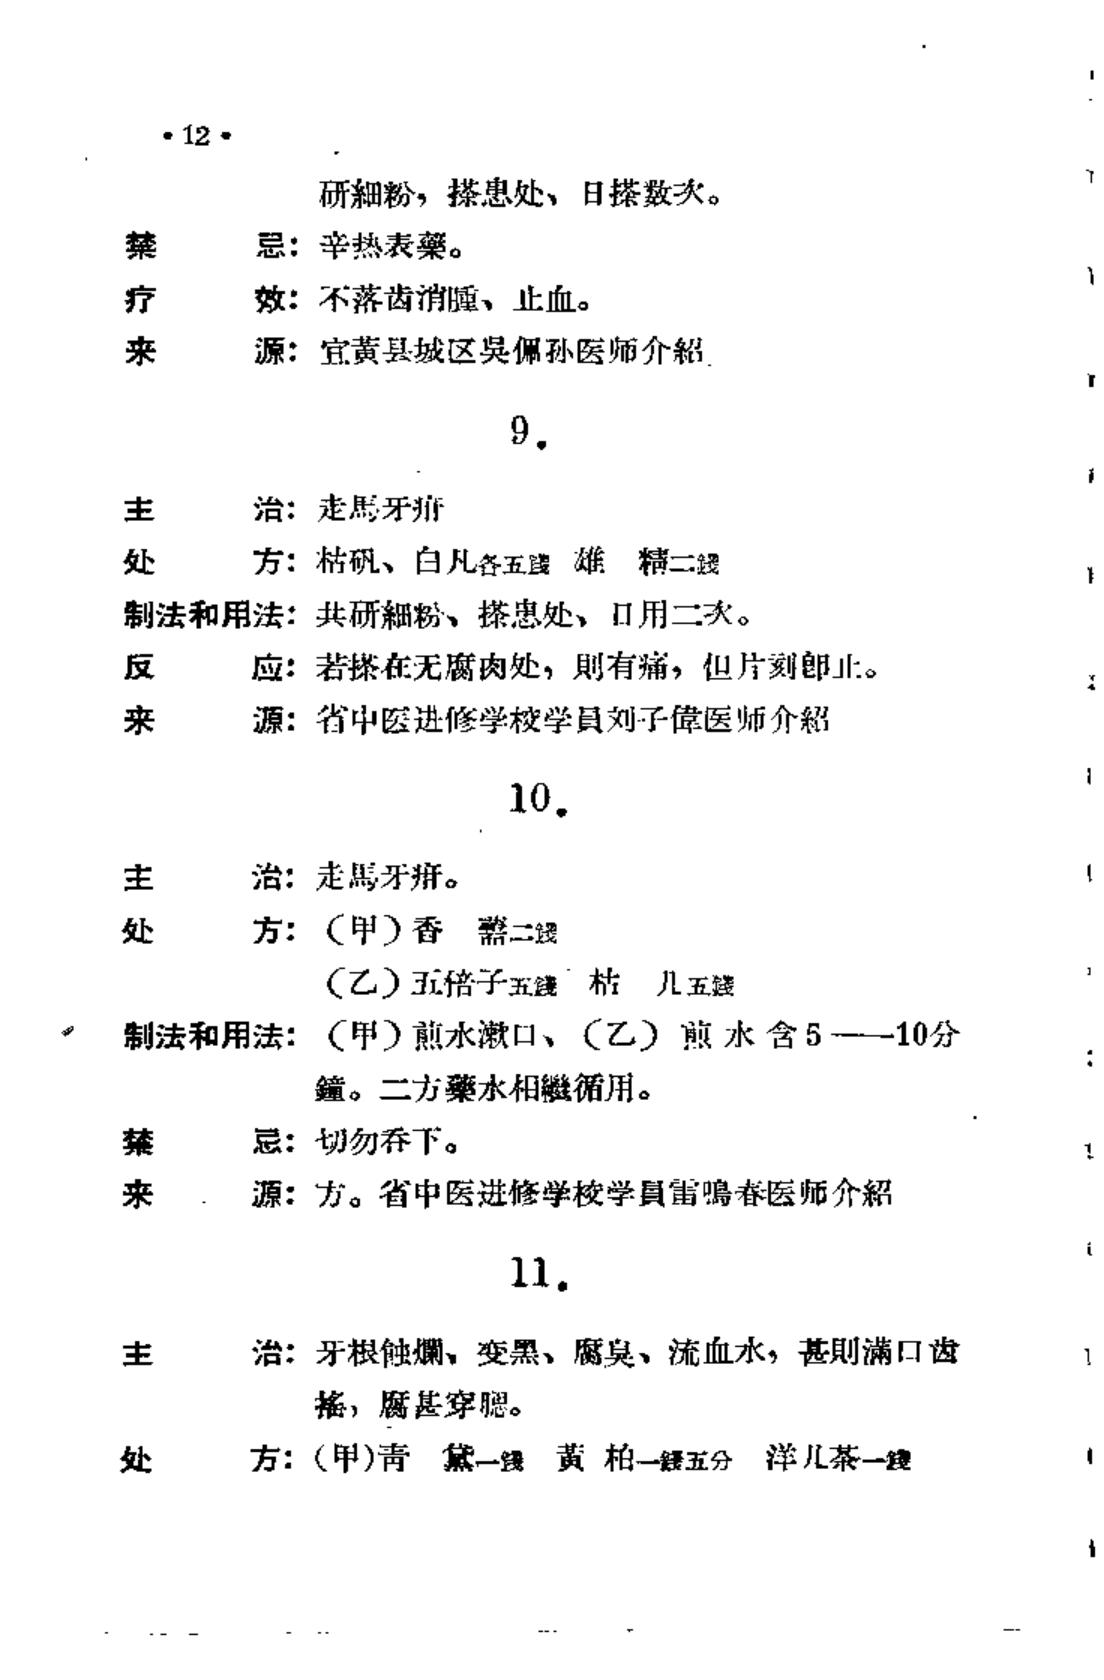 •12•
研細粉，搽患处、日搽数次。
禁　　忌：辛热表藥。
疗　　效：不落齿消腫、止血。
来　　源：宜黄县城区吳佩孙医师介紹
9.
主　　治：走馬牙疳
处　　方：枯矾、白凡各五錢　雄　精二錢
制法和用法：共研細粉、搽患处、日用二次。
反　　应：若搽在无腐肉处，則有痛，但片刻卽止。
来　　源：省中医进修学校学員刘子偉医师介紹
10.
主　　治：走馬牙疳。
处　　方：（甲）香　薷二錢
（乙）五倍子五錢　枯　凡五錢
制法和用法：（甲）煎水漱口、（乙）煎水含5——10分
鐘。二方藥水相繼循用。
禁　　忌：切勿吞下。
来　　源：方。省中医进修学校学員雷鳴春医师介紹
11.
主　　治：牙根蝕爛、变黑、腐臭、流血水，甚則滿口齿
搖，腐甚穿腮。
处　　方：（甲）靑　黛一錢　黃　柏一錢五分　洋儿茶一錢